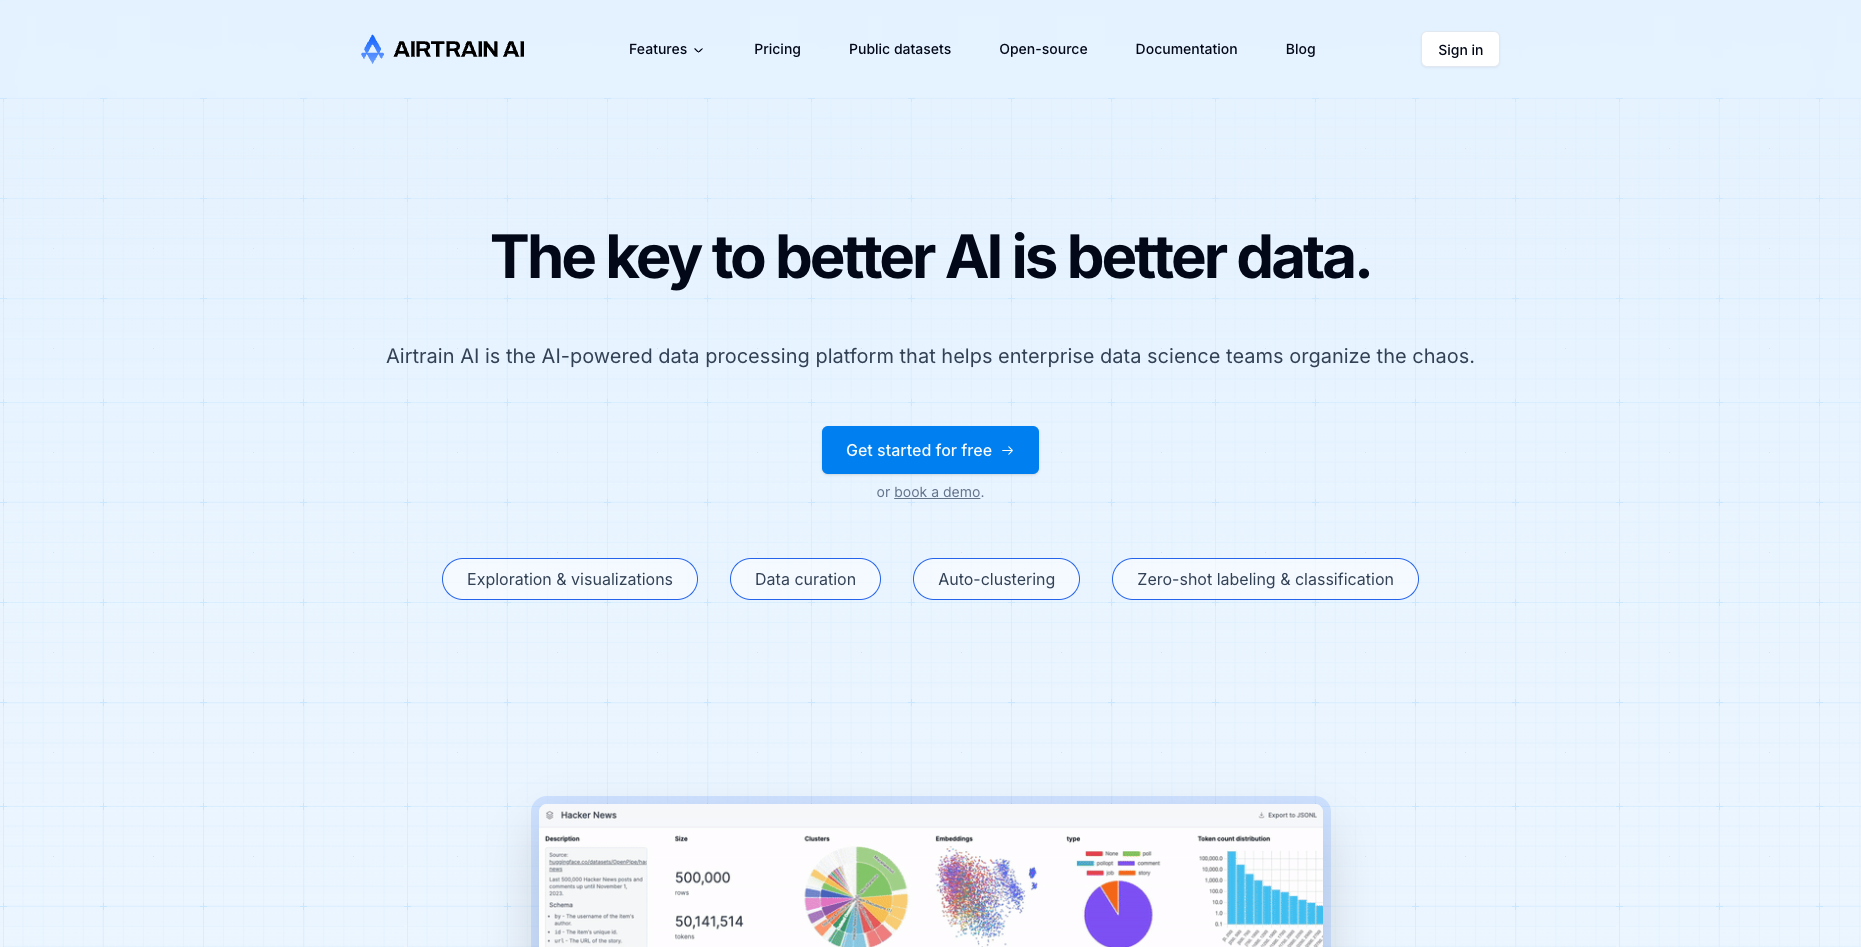 AIRTRAIN AI
Features
Pricing
Public datasets
Open-source
Documentation
Blog
Sign in
The key to better AI is better data.
Airtrain AI is the AI-powered data processing platform that helps enterprise data science teams organize the chaos.
Get started for free →
or book a demo.
Exploration & visualizations
Data curation
Auto-clustering
Zero-shot labeling & classification
Hacker News
Export to JSONL
Description
Size
Clusters
Embeddings
type
Token count distribution
Source:
huggingface.co/datasets/OpenPipe/hac
news
Last 500,000 Hacker News posts and
comments up until November 1,
2023.
Schema
• by - The username of the item's
author.
• id - The item's unique id.
• url - The URL of the story.
500,000
rows
50,141,514
tokens
None
poll
pollopt
comment
job
story
100,000.0
10,000.0
1,000.0
100.0
10.0
1.0
0.1